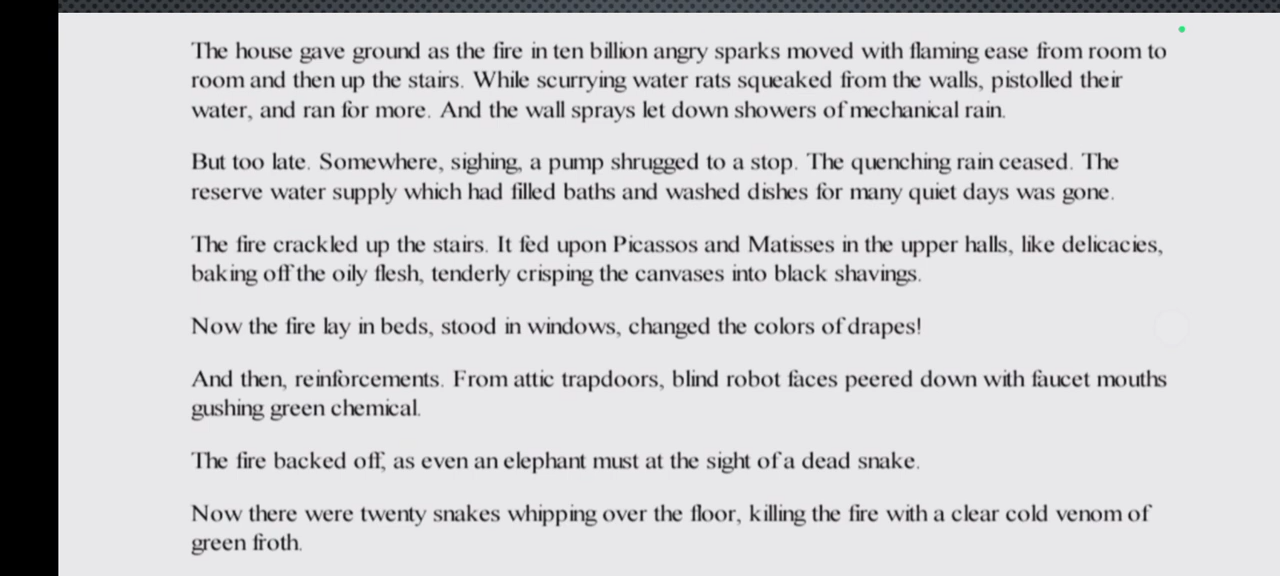 The house gave ground as the fire in ten billion angry sparks moved with flaming ease from room to
room and then up the stairs. While scurrying water rats squeaked from the walls, pistolled their
water, and ran for more. And the wall sprays let down showers of mechanical rain.
But too late. Somewhere, sighing, a pump shrugged to a stop. The quenching rain ceased. The
reserve water supply which had filled baths and washed dishes for many quiet days was gone.
The fire crackled up the stairs. It fed upon Picassos and Matisses in the upper halls, like delicacies,
baking off the oily flesh, tenderly crisping the canvases into black shavings.
Now the fire lay in beds, stood in windows, changed the colors of drapes!
And then, reinforcements. From attic trapdoors, blind robot faces peered down with faucet mouths
gushing green chemical.
The fire backed off, as even an elephant must at the sight of a dead snake.
Now there were twenty snakes whipping over the floor, killing the fire with a clear cold venom of
green froth.